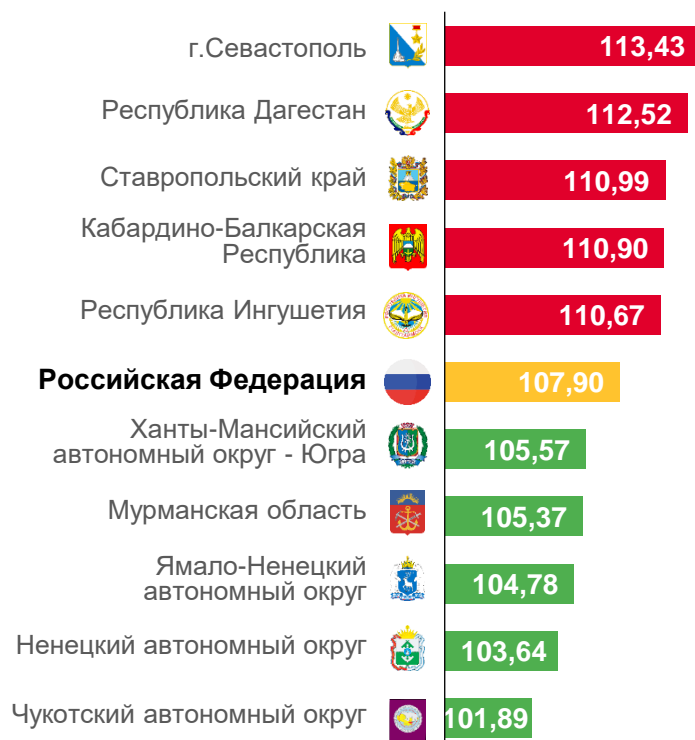 г.Севастополь 113,43
Республика Дагестан 112,52
Ставропольский край 110,99
Кабардино-Балкарская
Республика 110,90
Республика Ингушетия 110,67
Российская Федерация 107,90
Ханты-Мансийский
автономный округ - Югра 105,57
Мурманская область 105,37
Ямало-Ненецкий
автономный округ 104,78
Ненецкий автономный округ 103,64
Чукотский автономный округ 101,89